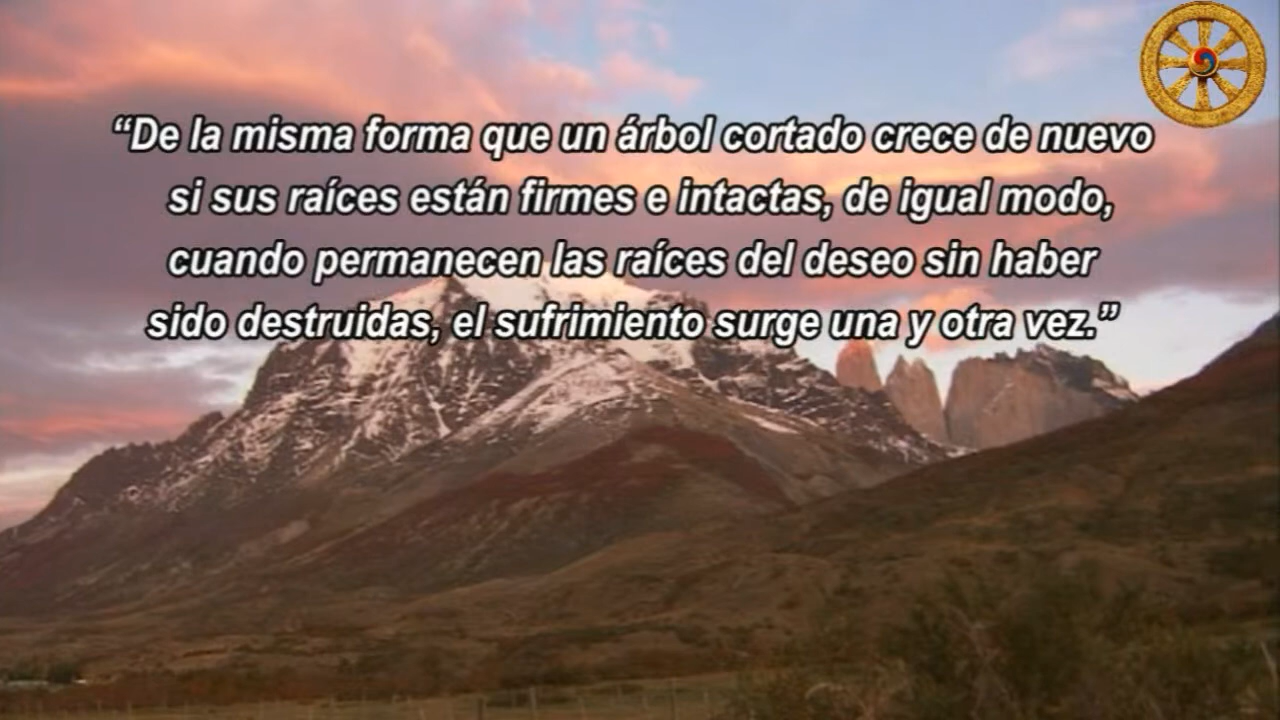 “De la misma forma que un árbol cortado crece de nuevo
si sus raíces están firmes e intactas, de igual modo,
cuando permanecen las raíces del deseo sin haber
sido destruidas, el sufrimiento surge una y otra vez.”